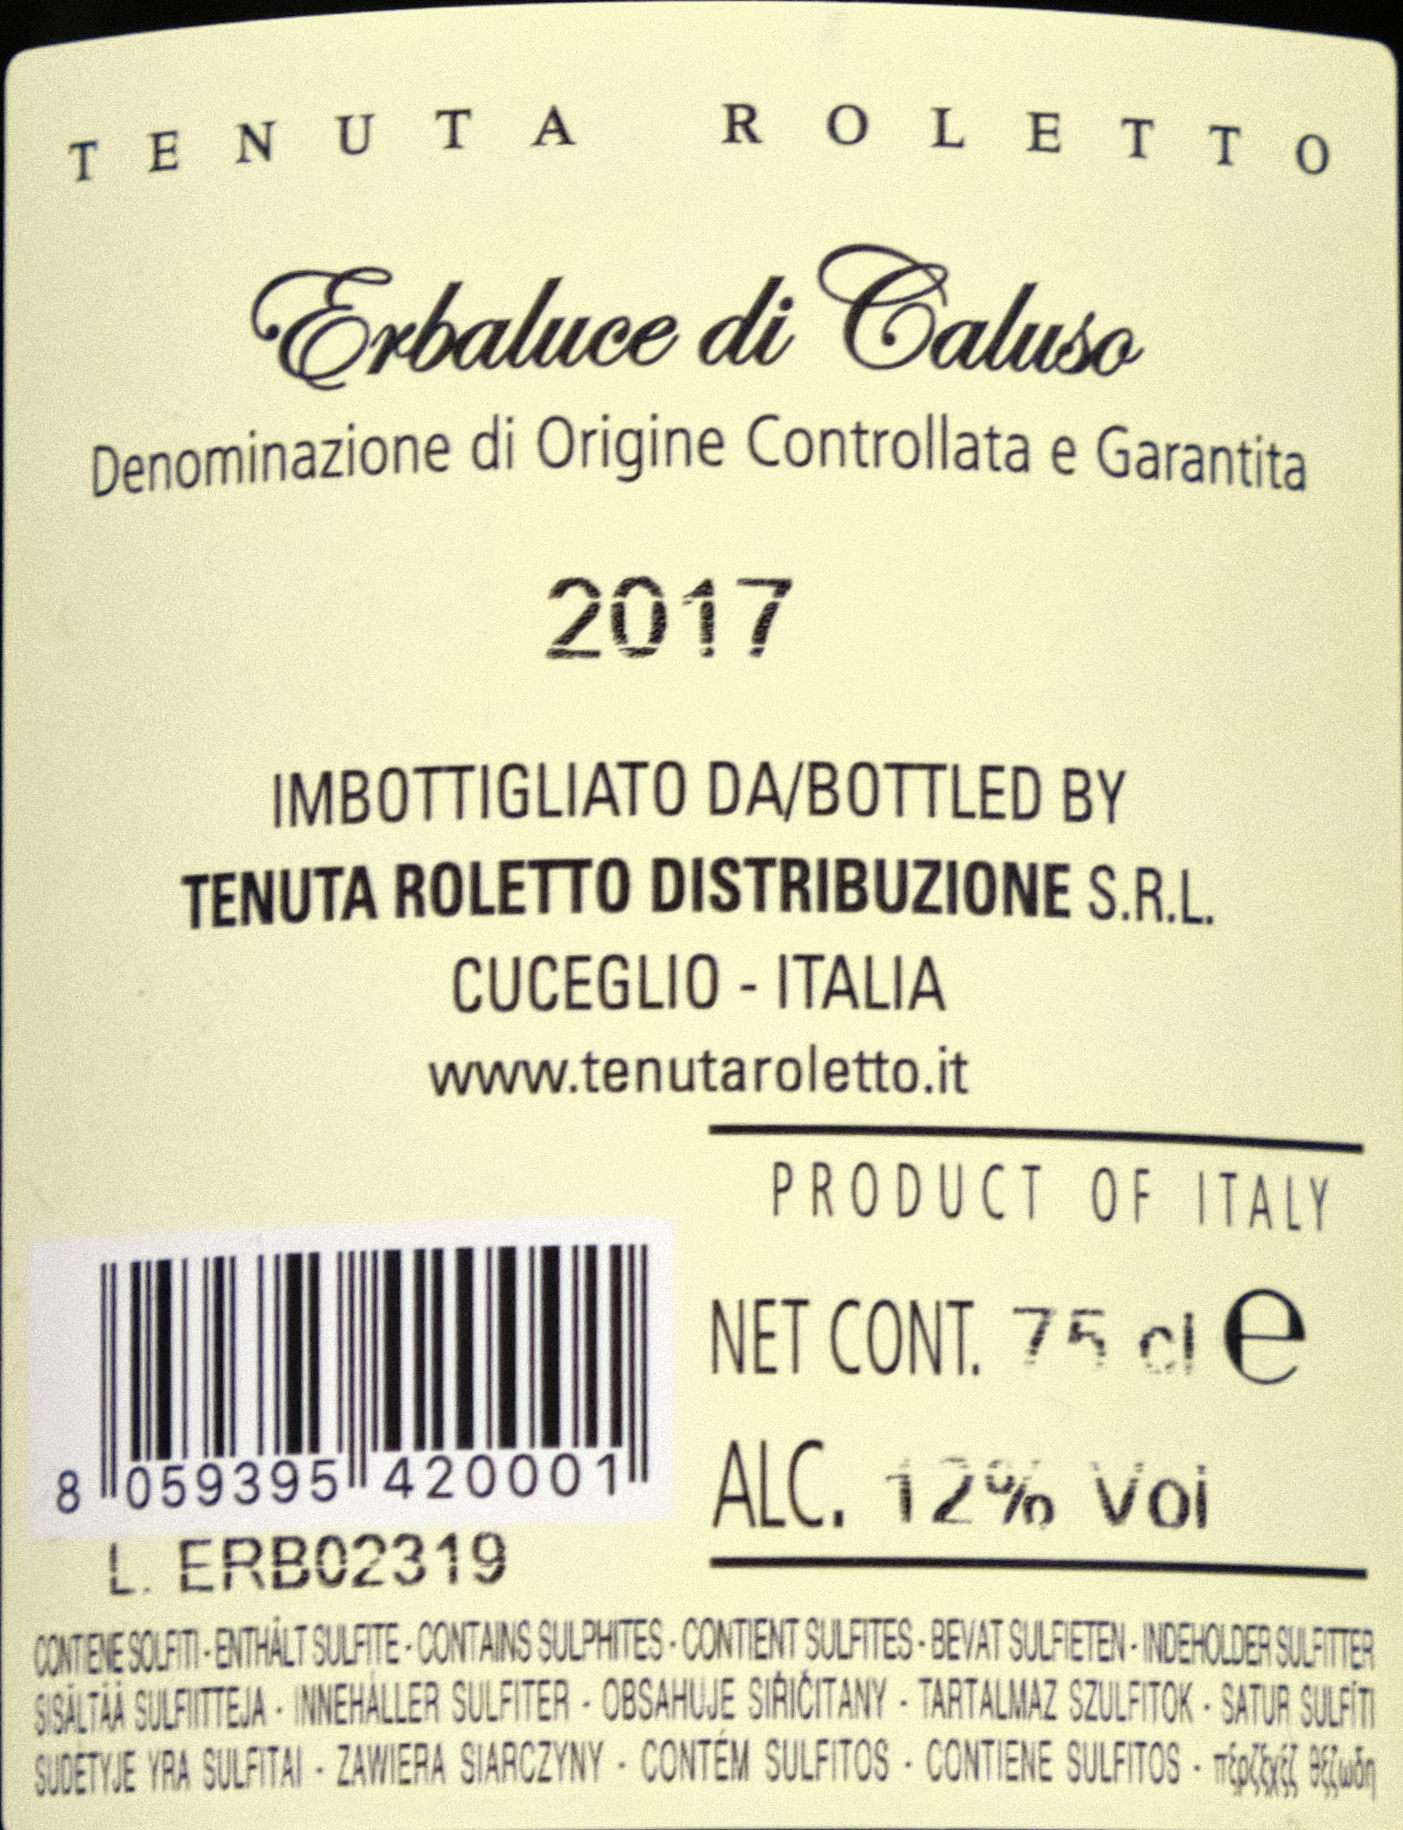 TENUTA ROLETTO
Erbaluce di Caluso
Denominazione di Origine Controllata e Garantita
2017
IMBOTTIGLIATO DA/BOTTLED BY
TENUTA ROLETTO DISTRIBUZIONE S.R.L.
CUCEGLIO - ITALIA
www.tenutaroletto.it
PRODUCT OF ITALY
NET CONT. 75 cl e
ALC. 12% Vol
8 059395 420001
L. ERB02319
CONTIENE SOLFITI - ENTHÄLT SULFITE - CONTAINS SULPHITES - CONTIENT SULFITES - BEVAT SULFIETEN - INDEHOLDER SULFITTER
SISÄLTÄÄ SULFIITTEJA - INNEHÅLLER SULFITER - OBSAHUJE SIŘIČITANY - TARTALMAZ SZULFITOK - SATUR SULFĪTI
SUDETYJE YRA SULFITAI - ZAWIERA SIARCZYNY - CONTÉM SULFITOS - CONTIENE SULFITOS -